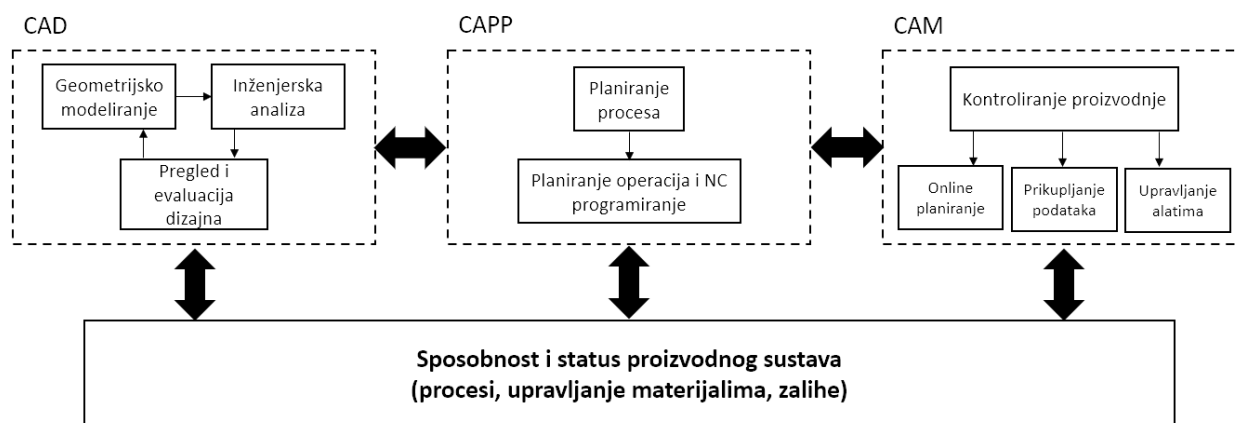 CAD
Geometrijsko
modeliranje
Inženjerska
analiza
Pregled i
evaluacija
dizajna
CAPP
Planiranje
procesa
Planiranje operacija i NC
programiranje
CAM
Kontroliranje proizvodnje
Online
planiranje
Prikupljanje
podataka
Upravljanje
alatima
Sposobnost i status proizvodnog sustava
(procesi, upravljanje materijalima, zalihe)